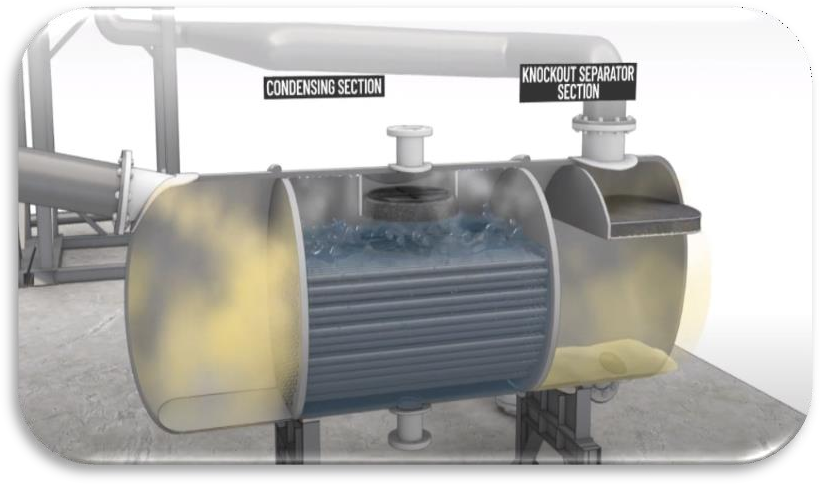 CONDENSING SECTION
KNOCKOUT SEPARATOR
SECTION